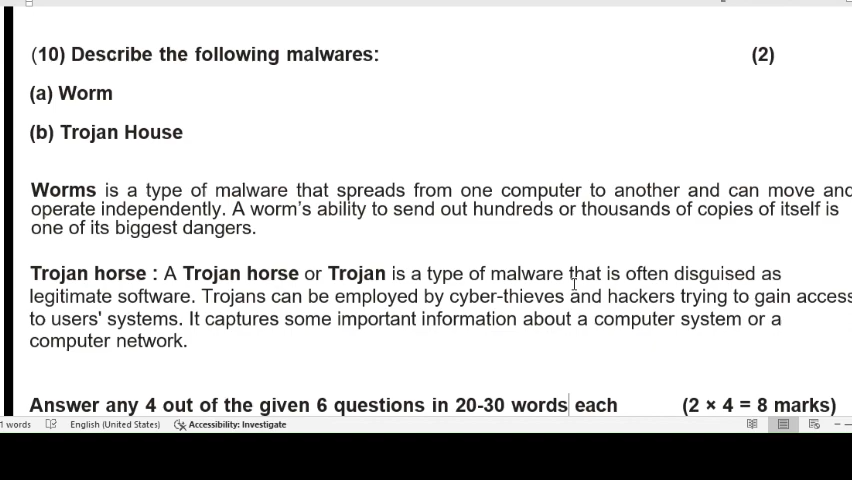 (10) Describe the following malwares: (2)
(a) Worm
(b) Trojan House
Worms is a type of malware that spreads from one computer to another and can move and
operate independently. A worm's ability to send out hundreds or thousands of copies of itself is
one of its biggest dangers.
Trojan horse : A Trojan horse or Trojan is a type of malware that is often disguised as
legitimate software. Trojans can be employed by cyber-thieves and hackers trying to gain access
to users' systems. It captures some important information about a computer system or a
computer network.
Answer any 4 out of the given 6 questions in 20-30 words each (2 × 4 = 8 marks)
1 words English (United States) Accessibility: Investigate